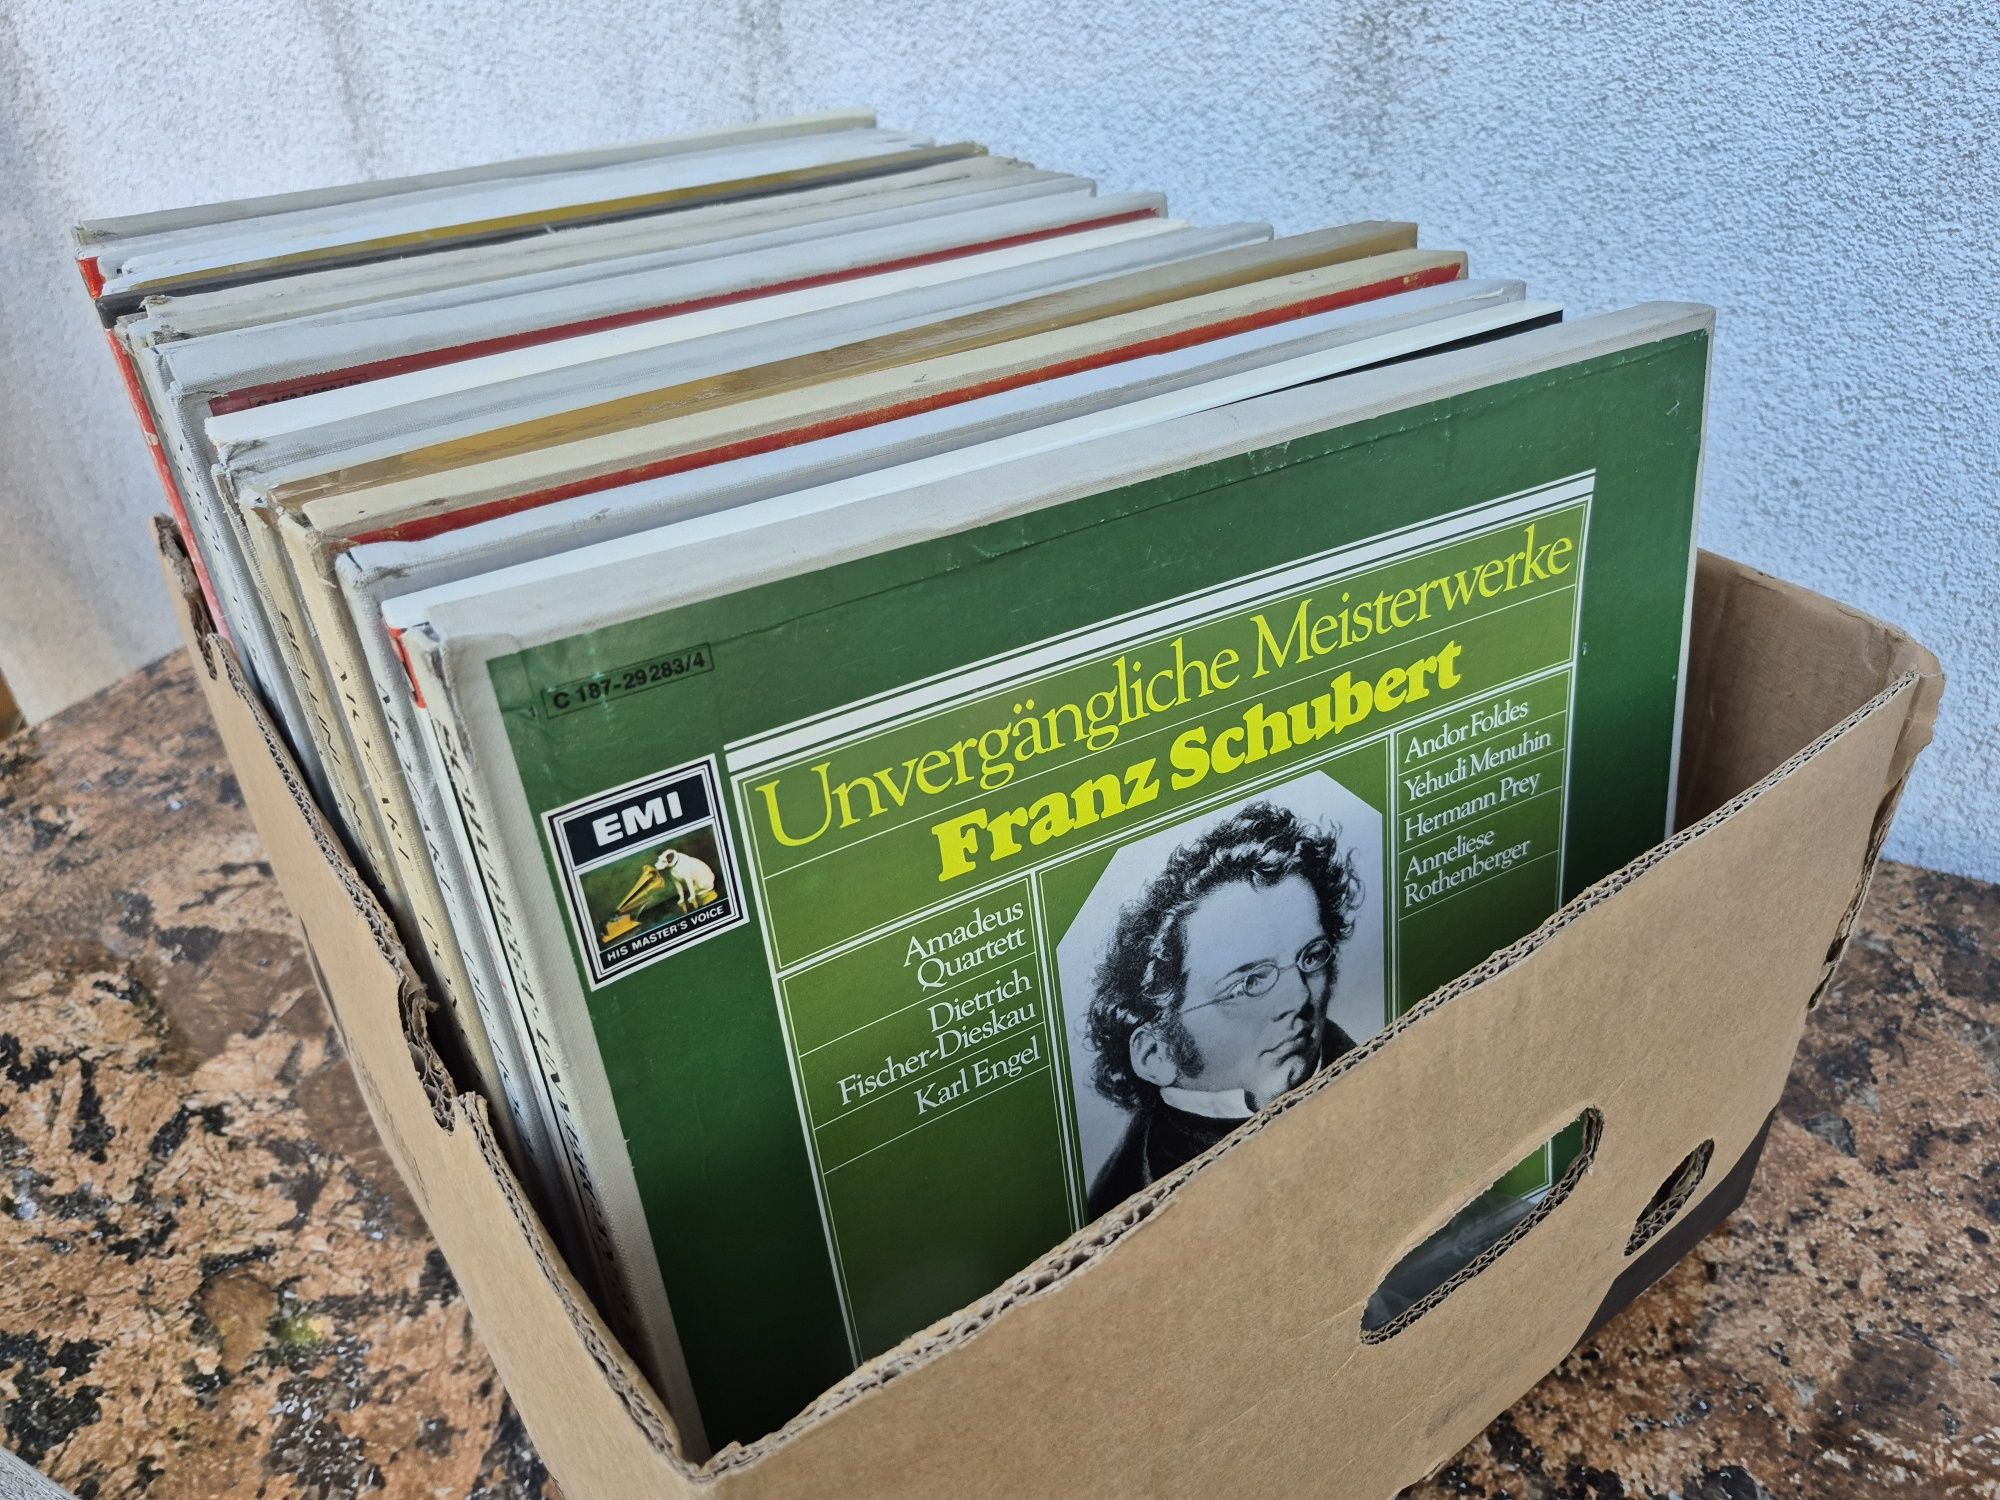 C 187-29 283/4
EMI
HIS MASTER'S VOICE
Unvergängliche Meisterwerke
Franz Schubert
Amadeus
Quartett
Dietrich
Fischer-Dieskau
Karl Engel
Andor Foldes
Yehudi Menuhin
Hermann Prey
Anneliese
Rothenberger